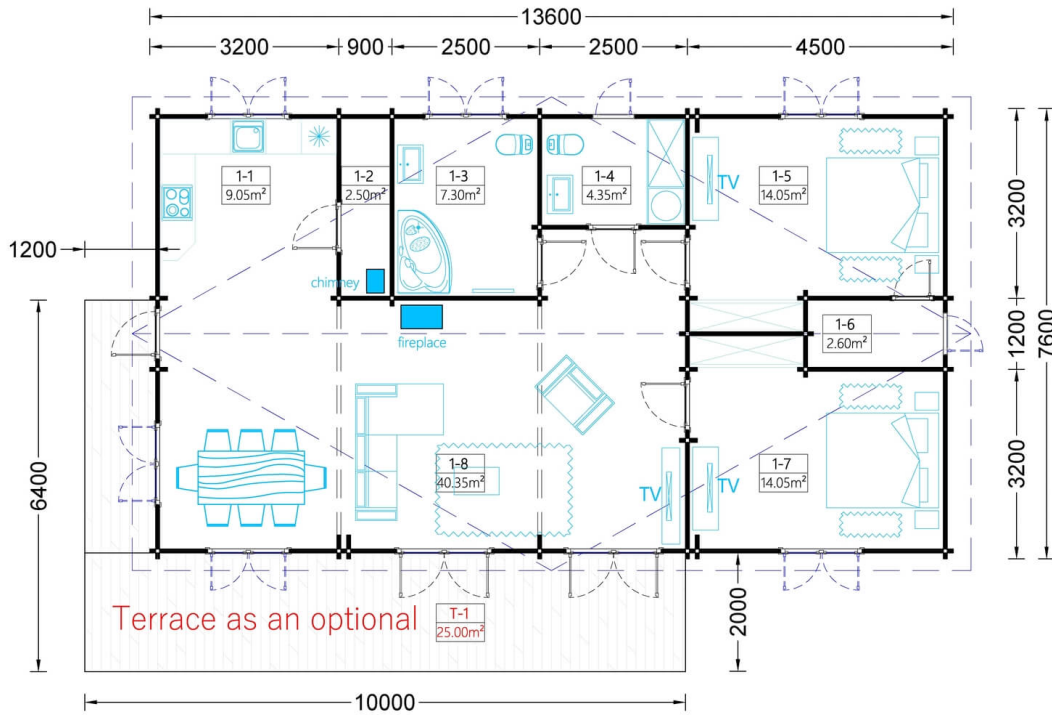 13600
3200
900
2500
2500
4500
1-1
9.05m²
1-2
2.50m²
1-3
7.30m²
1-4
4.35m²
TV
1-5
14.05m²
3200
1200
chimney
fireplace
1-6
2.60m²
1200
7600
6400
1-8
40.35m²
TV
TV
1-7
14.05m²
3200
Terrace as an optional
T-1
25.00m²
2000
10000